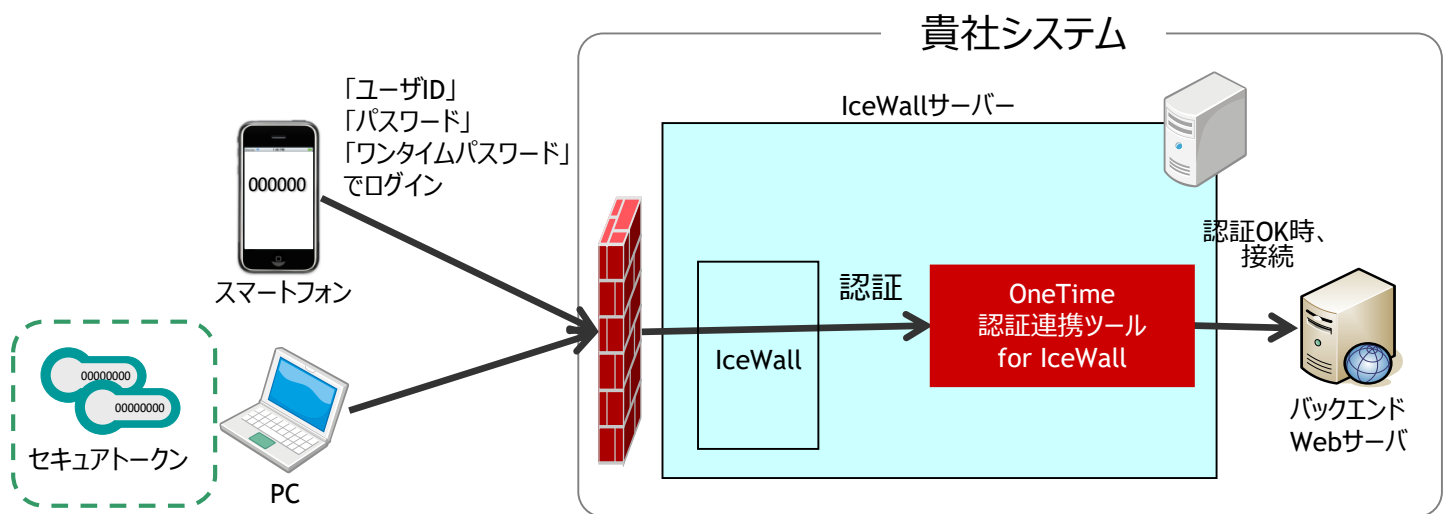 貴社システム
「ユーザID」
「パスワード」
「ワンタイムパスワード」
でログイン
IceWallサーバー
000000
スマートフォン
認証OK時、
接続
認証
OneTime
認証連携ツール
for IceWall
IceWall
00000000
00000000
セキュアトークン
PC
バックエンド
Webサーバ